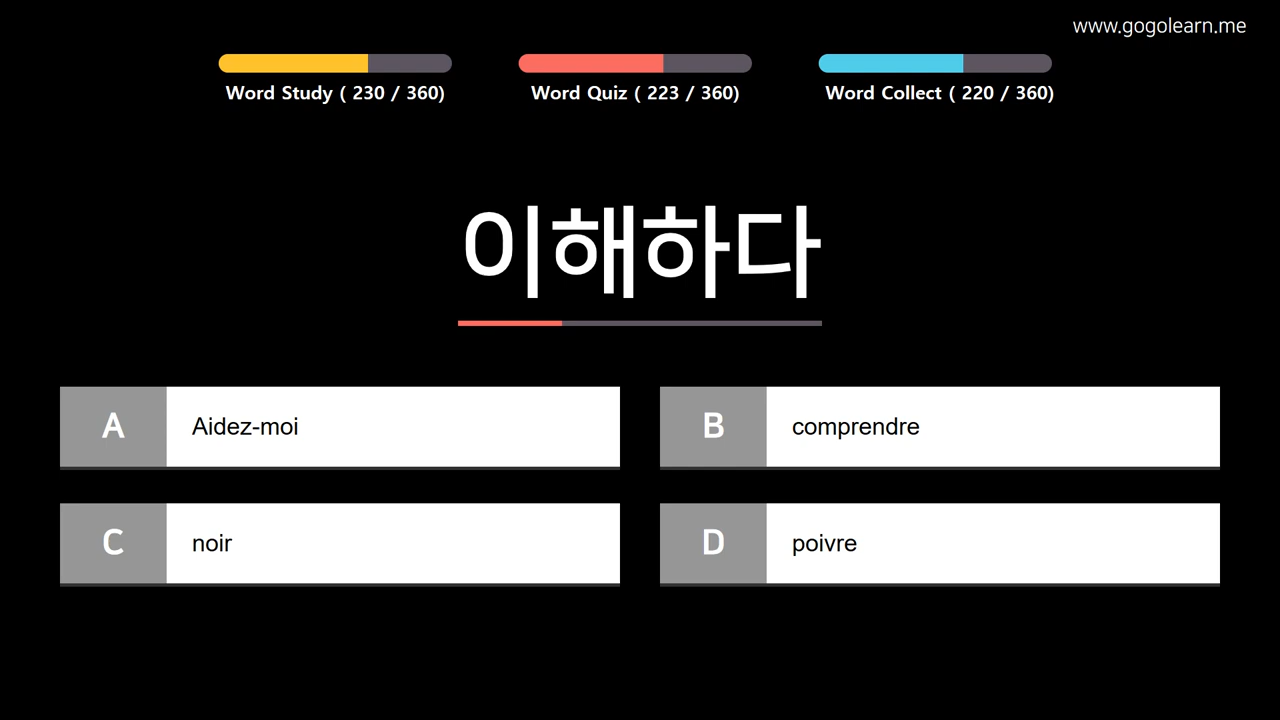 www.gogolearn.me
Word Study ( 230 / 360)
Word Quiz ( 223 / 360)
Word Collect ( 220 / 360)
이해하다
A
Aidez-moi
B
comprendre
C
noir
D
poivre